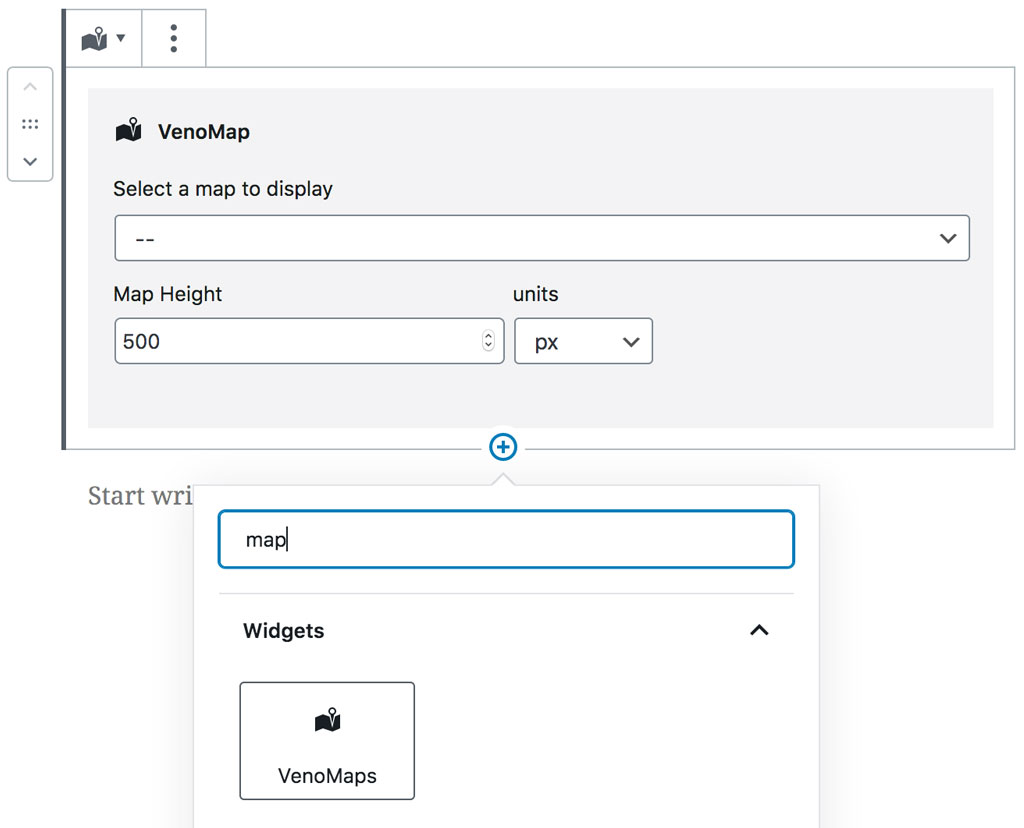 VenoMap
Select a map to display
--
Map Height units
500 px
Start wri
map
Widgets
VenoMaps